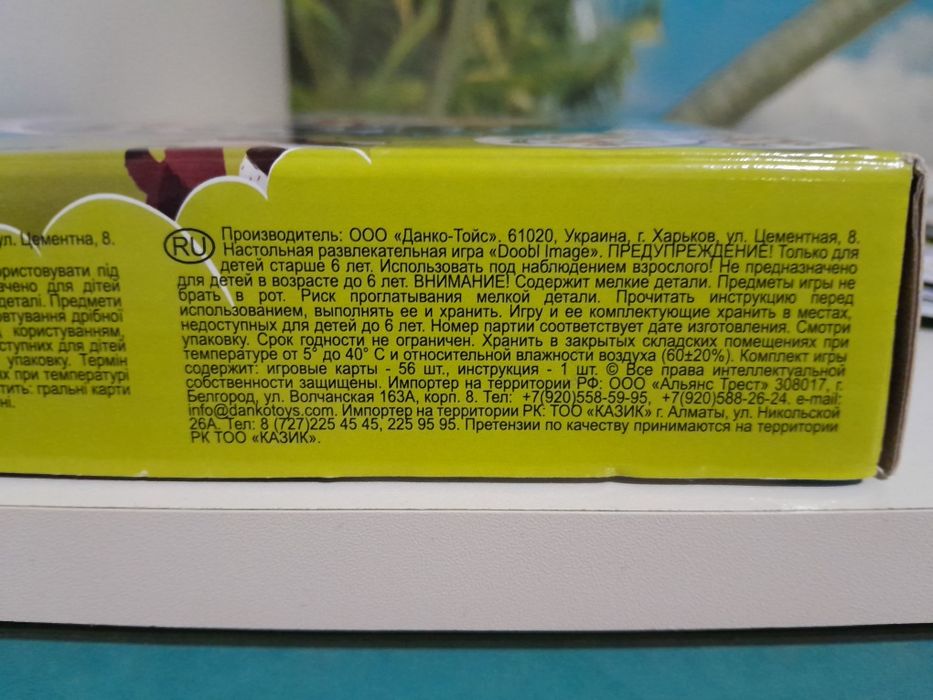 ул. Цементна, 8.
користовувати під
ачено для дітей
деталі. Предмети
овтування дрібної
користуванням,
ступних для дітей
упаковку. Термін
х при температурі
тить: гральні карти
ні.
RU Производитель: ООО «Данко-Тойс». 61020, Украина, г. Харьков, ул. Цементная, 8.
Настольная развлекательная игра «Doobl Image». ПРЕДУПРЕЖДЕНИЕ! Только для
детей старше 6 лет. Использовать под наблюдением взрослого! Не предназначено
для детей в возрасте до 6 лет. ВНИМАНИЕ! Содержит мелкие детали. Предметы игры не
брать в рот. Риск проглатывания мелкой детали. Прочитать инструкцию перед
использованием, выполнять ее и хранить. Игру и ее комплектующие хранить в местах,
недоступных для детей до 6 лет. Номер партии соответствует дате изготовления. Смотри
упаковку. Срок годности не ограничен. Хранить в закрытых складских помещениях при
температуре от 5° до 40° С и относительной влажности воздуха (60±20%). Комплект игры
содержит: игровые карты - 56 шт., инструкция - 1 шт. © Все права интеллектуальной
собственности защищены. Импортер на территории РФ: ООО «Альянс Трест» 308017, г.
Белгород, ул. Волчанская 163А, корп. 8. Тел: +7(920)558-59-95, +7(920)588-26-24. e-mail:
info@dankotoys.com. Импортер на территории РК: ТОО «КАЗИК» г. Алматы, ул. Никольской
26А. Тел: 8 (727)225 45 45, 225 95 95. Претензии по качеству принимаются на территории
РК ТОО «КАЗИК».